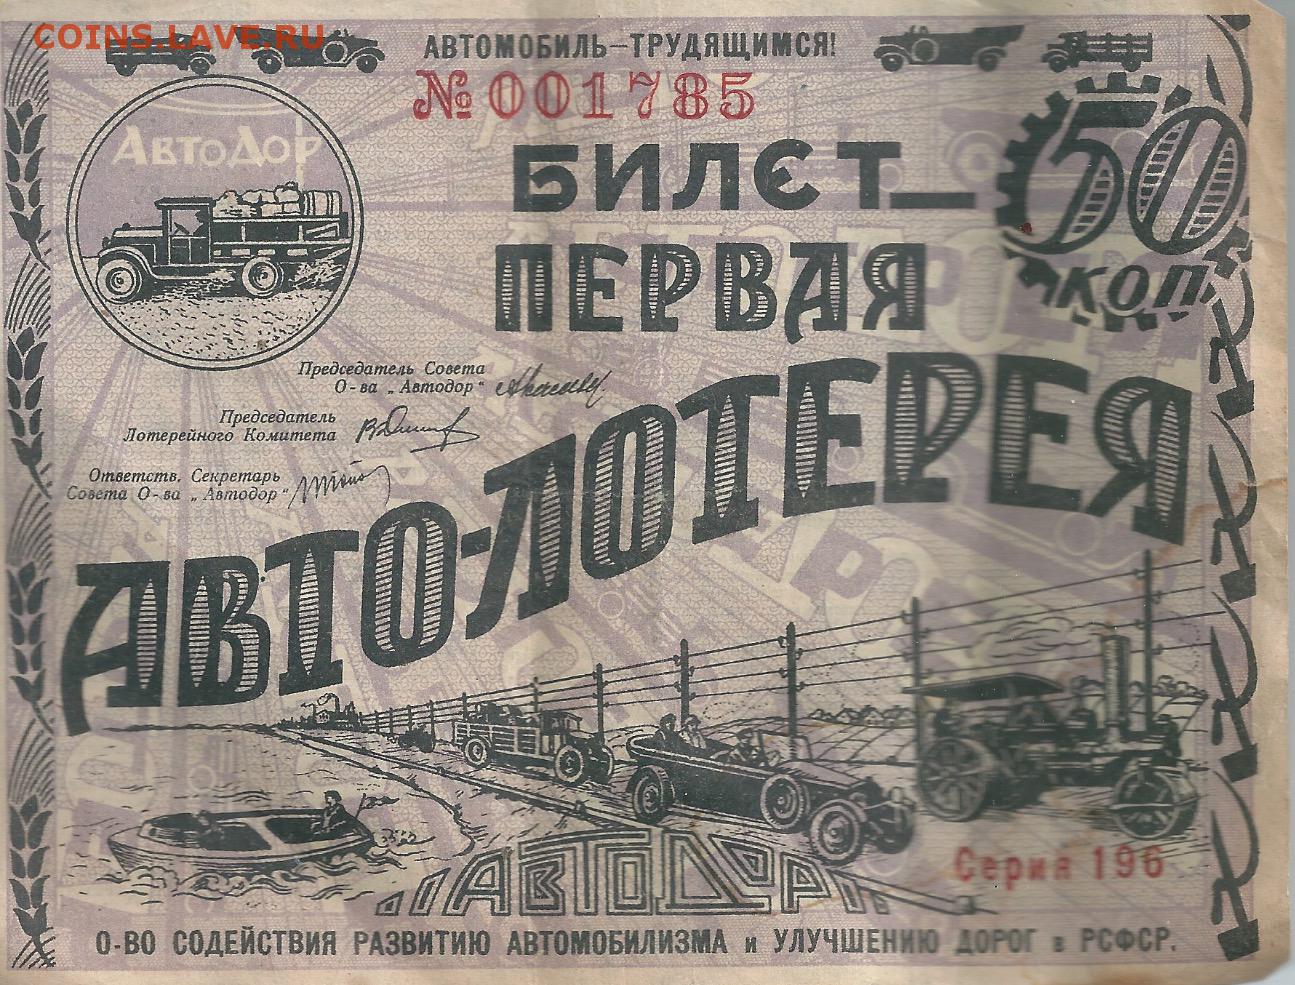 COINS.LAVE.RU
АВТОМОБИЛЬ—ТРУДЯЩИМСЯ!
№001785
АвтоДор
БИЛЕТ—
50
КОП
ПЕРВАЯ
Председатель Совета
О-ва „Автодор“
Председатель
Лотерейного Комитета
Ответств. Секретарь
Совета О-ва „Автодор“
АВТО-ЛОТЕРЕЯ
Серия 196
АВТОДОР
О-ВО СОДЕЙСТВИЯ РАЗВИТИЮ АВТОМОБИЛИЗМА и УЛУЧШЕНИЮ ДОРОГ в РСФСР.